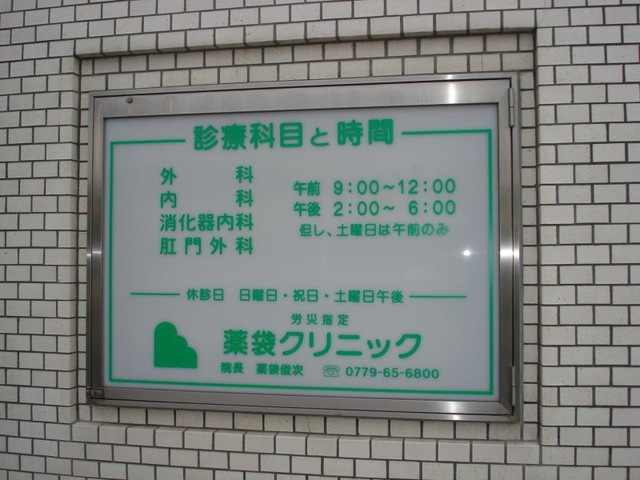 診療科目と時間
外科
内科
消化器内科
肛門外科
午前 9:00～12:00
午後 2:00～ 6:00
但し、土曜日は午前のみ
休診日 日曜日・祝日・土曜日午後
労災指定
薬袋クリニック
院長 薬袋俊次 ☏ 0779-65-6800